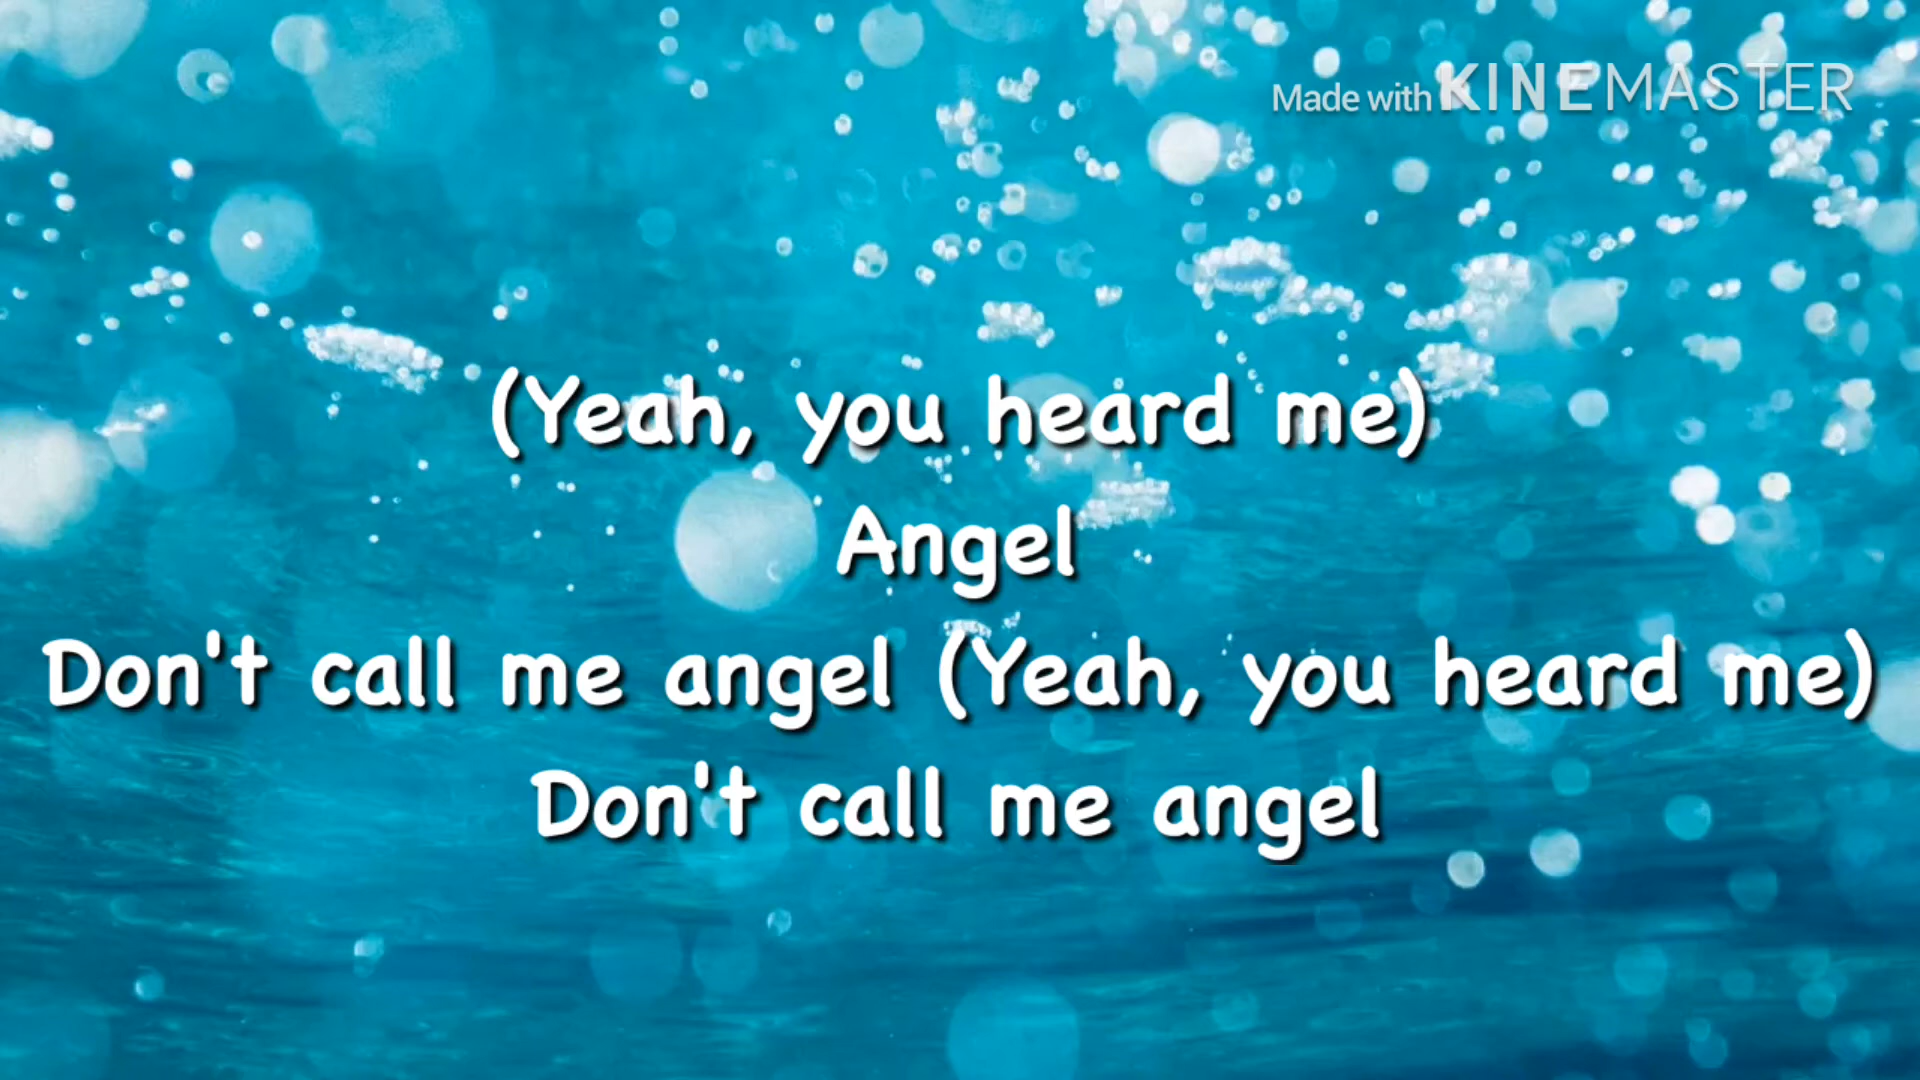 Made with KINEMASTER
(Yeah, you heard me)
Angel
Don't call me angel (Yeah, you heard me)
Don't call me angel